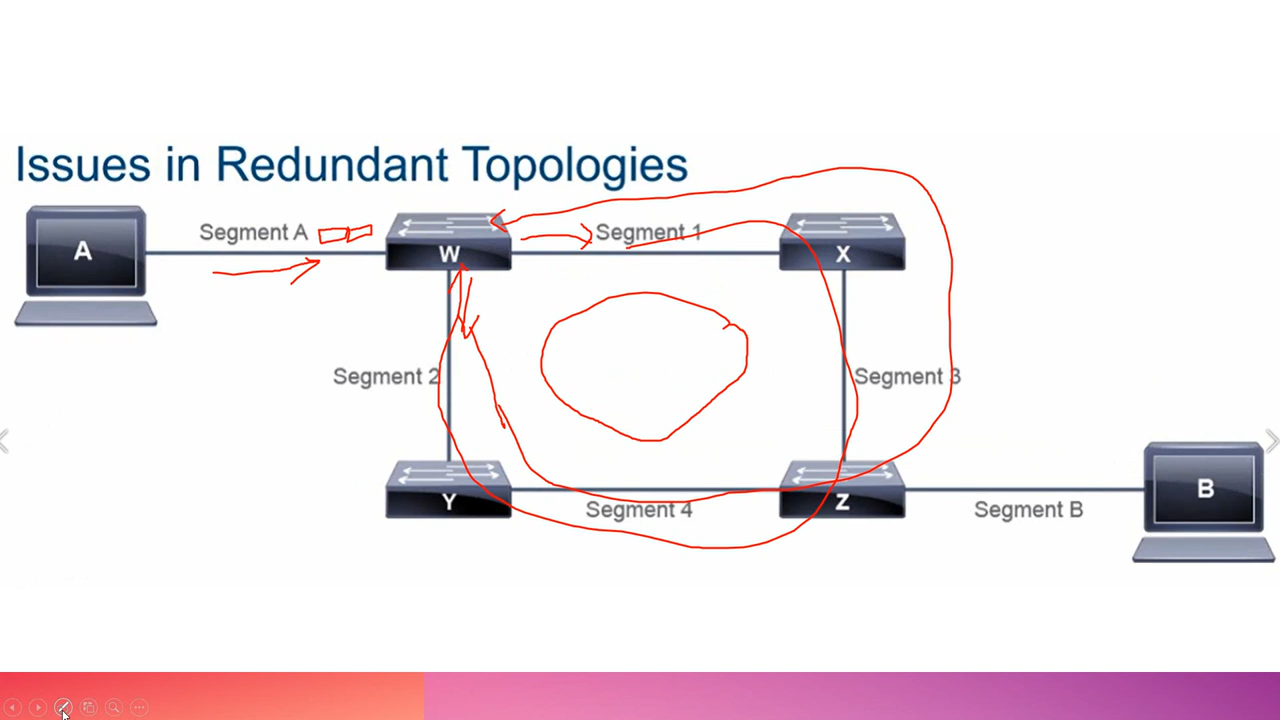 Issues in Redundant Topologies
A
Segment A
W
Segment 1
X
Segment 2
Segment 3
Y
Segment 4
Z
Segment B
B